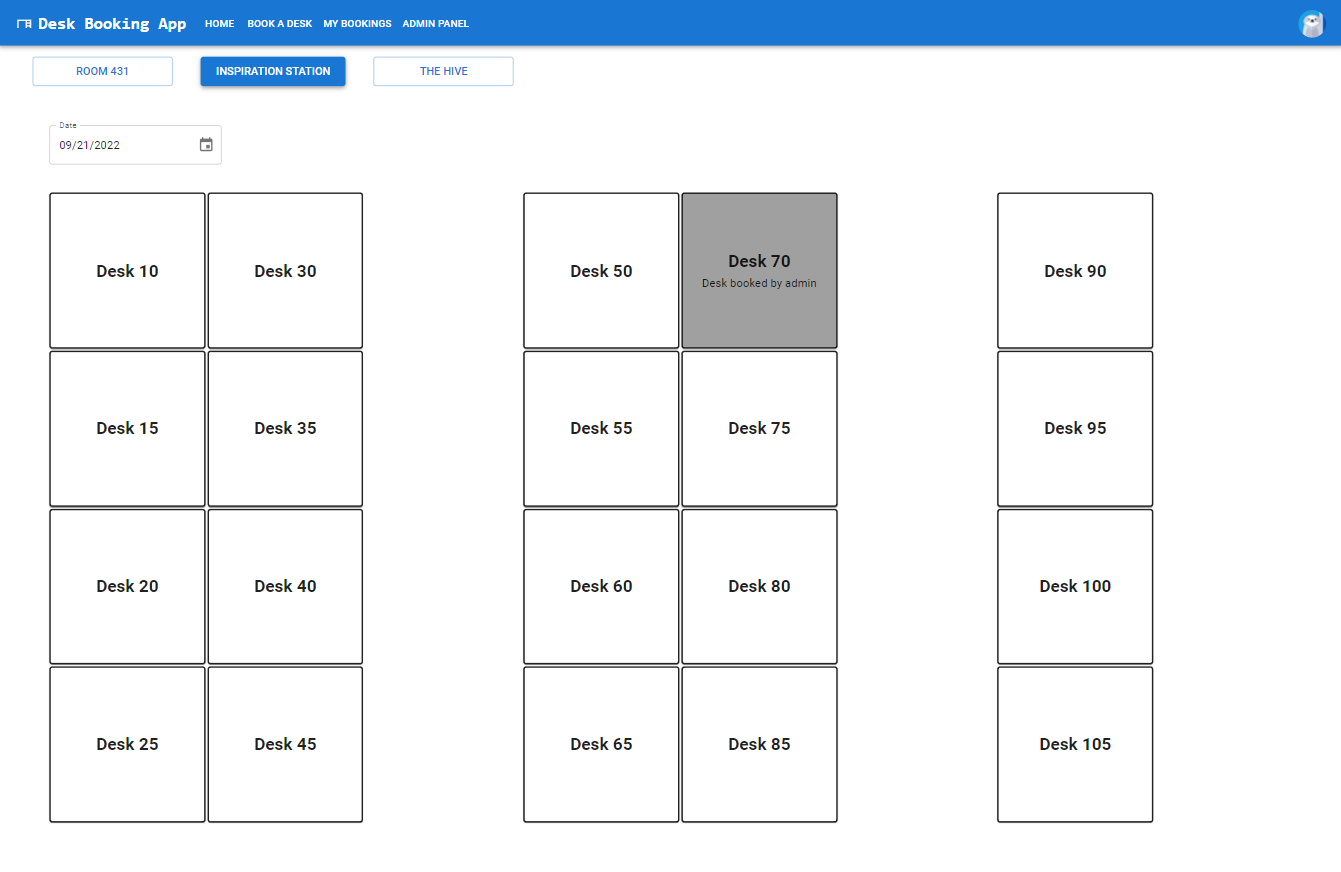 Desk Booking App
HOME
BOOK A DESK
MY BOOKINGS
ADMIN PANEL
ROOM 431
INSPIRATION STATION
THE HIVE
Date
09/21/2022
Desk 10
Desk 30
Desk 50
Desk 70
Desk booked by admin
Desk 90
Desk 15
Desk 35
Desk 55
Desk 75
Desk 95
Desk 20
Desk 40
Desk 60
Desk 80
Desk 100
Desk 25
Desk 45
Desk 65
Desk 85
Desk 105